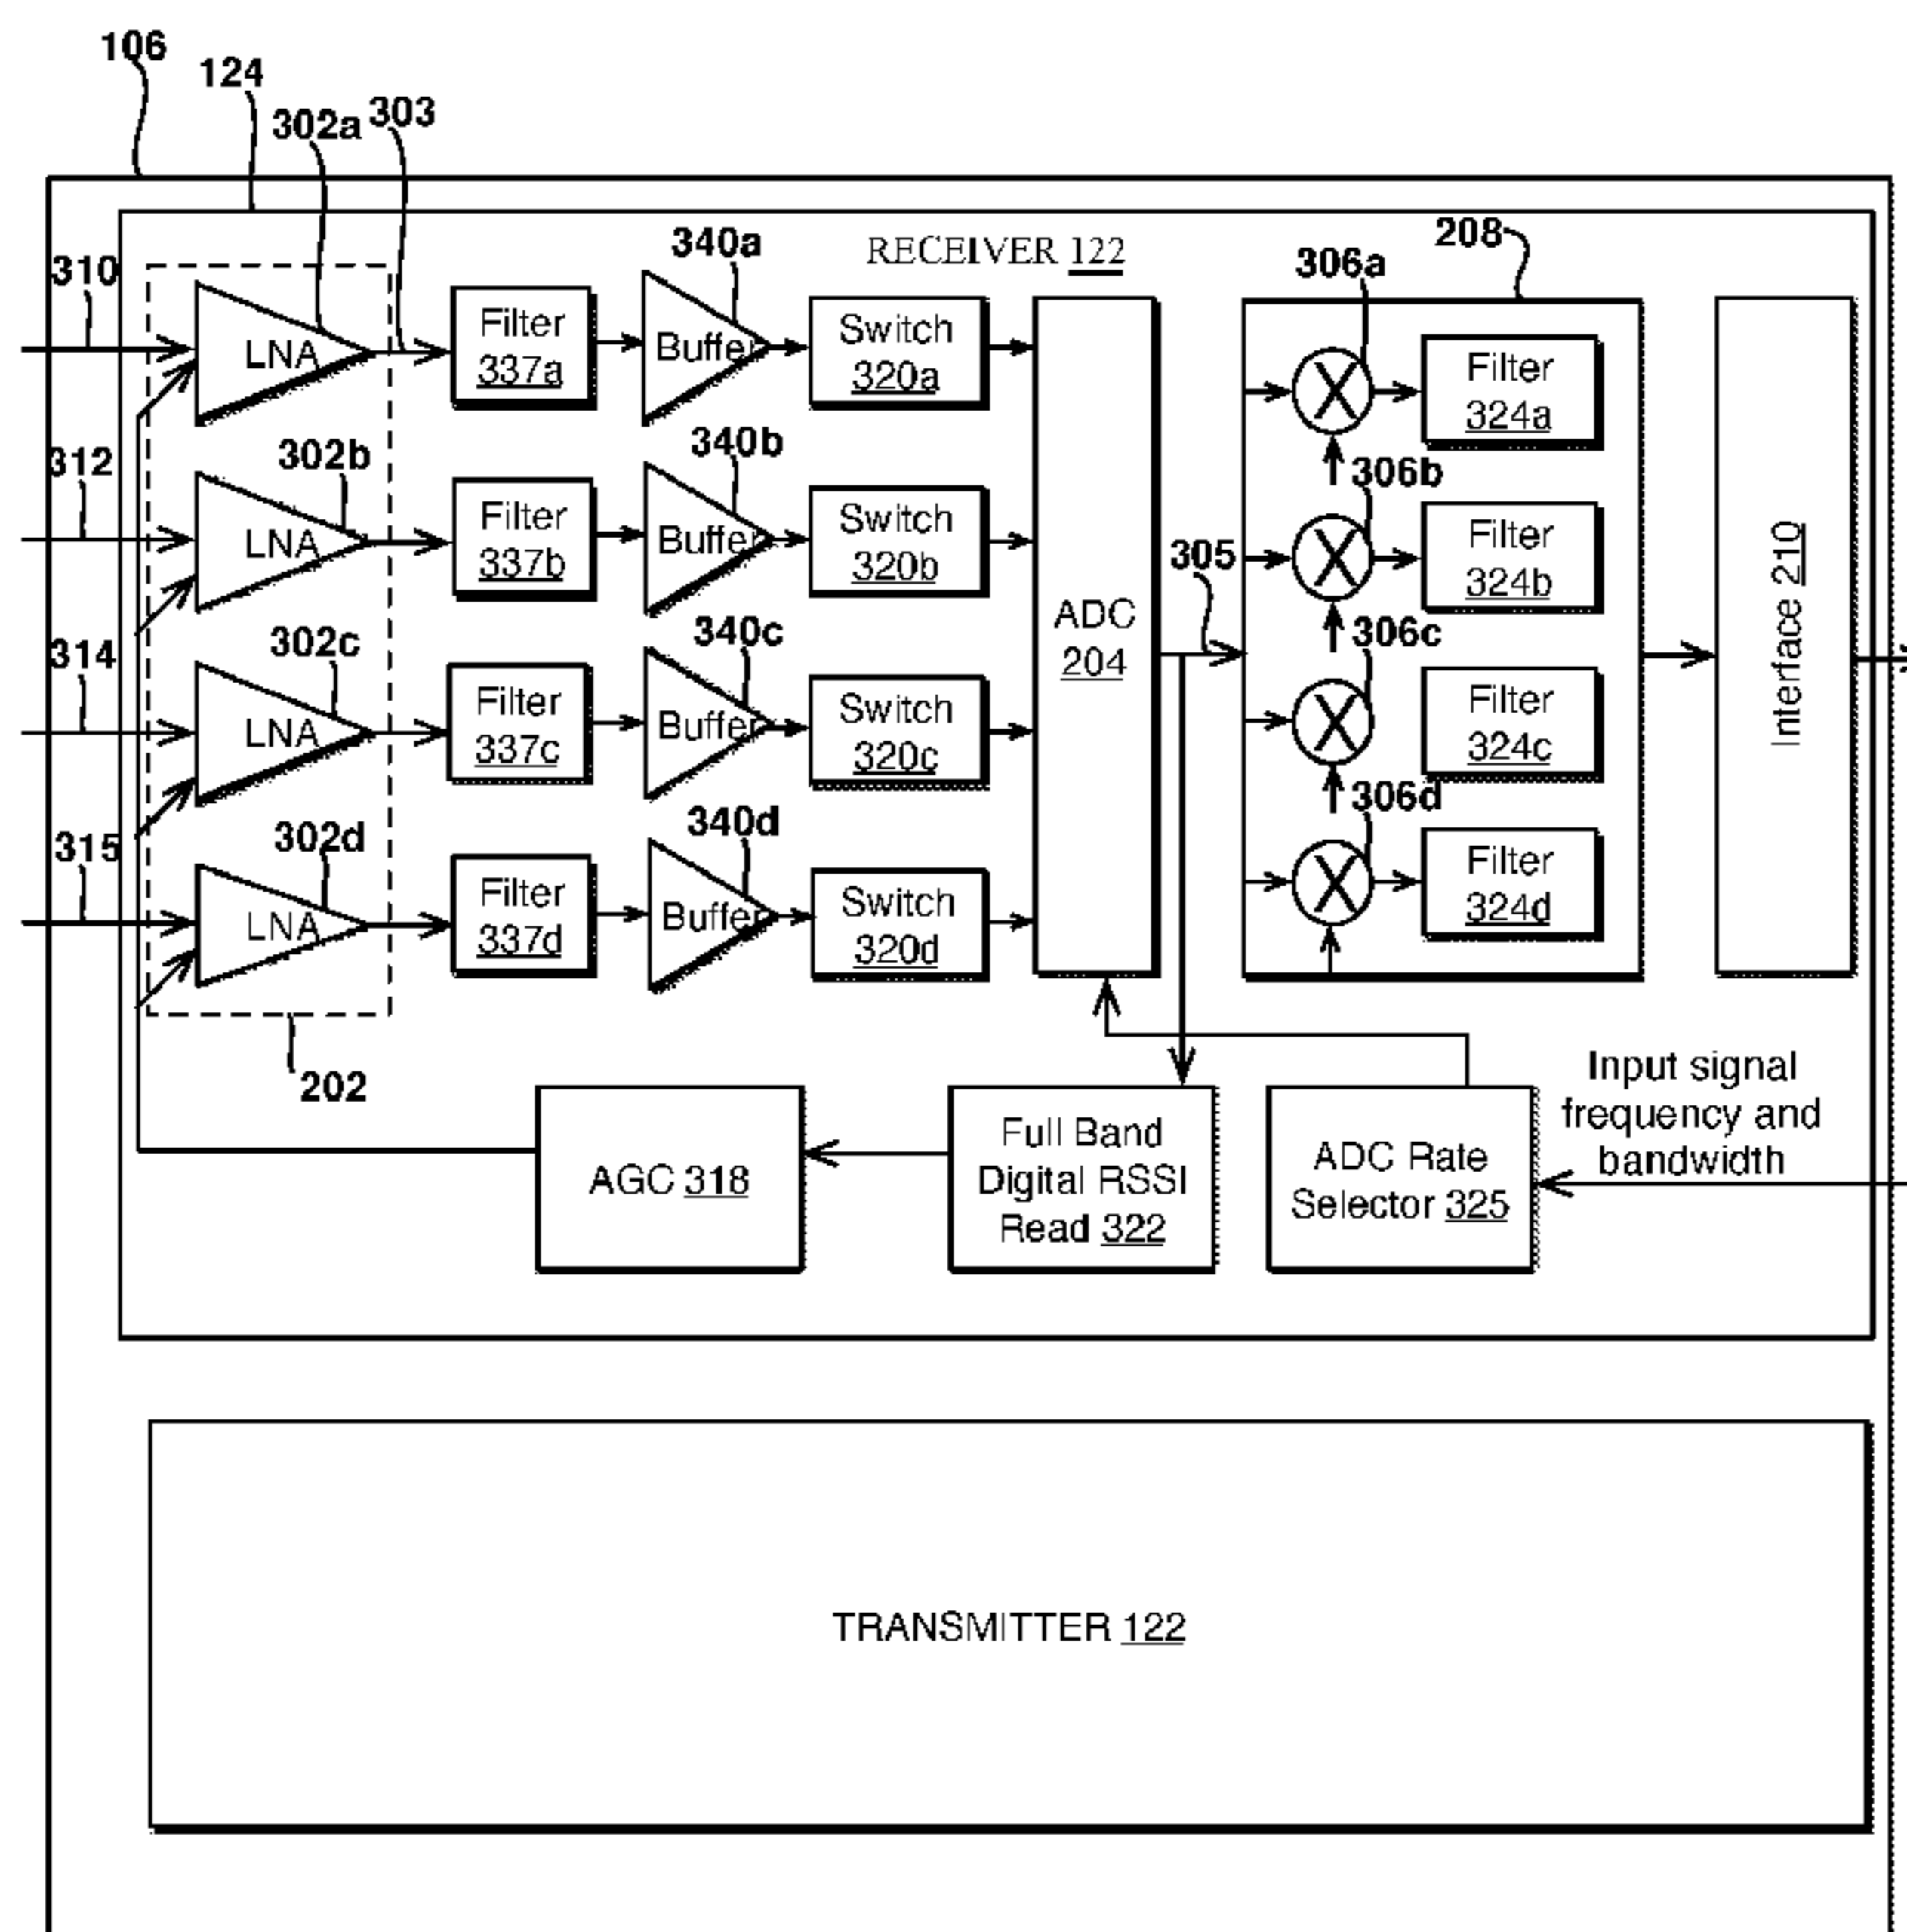 106
124
302a
303
310
LNA
Filter
337a
340a
Buffer
Switch
320a
RECEIVER 122
208
306a
Filter
324a
312
302b
LNA
Filter
337b
340b
Buffer
Switch
320b
306b
Filter
324b
ADC
204
305
Interface 210
314
302c
LNA
Filter
337c
340c
Buffer
Switch
320c
306c
Filter
324c
315
302d
LNA
Filter
337d
340d
Buffer
Switch
320d
306d
Filter
324d
202
AGC 318
Full Band
Digital RSSI
Read 322
ADC Rate
Selector 325
Input signal
frequency and
bandwidth
TRANSMITTER 122